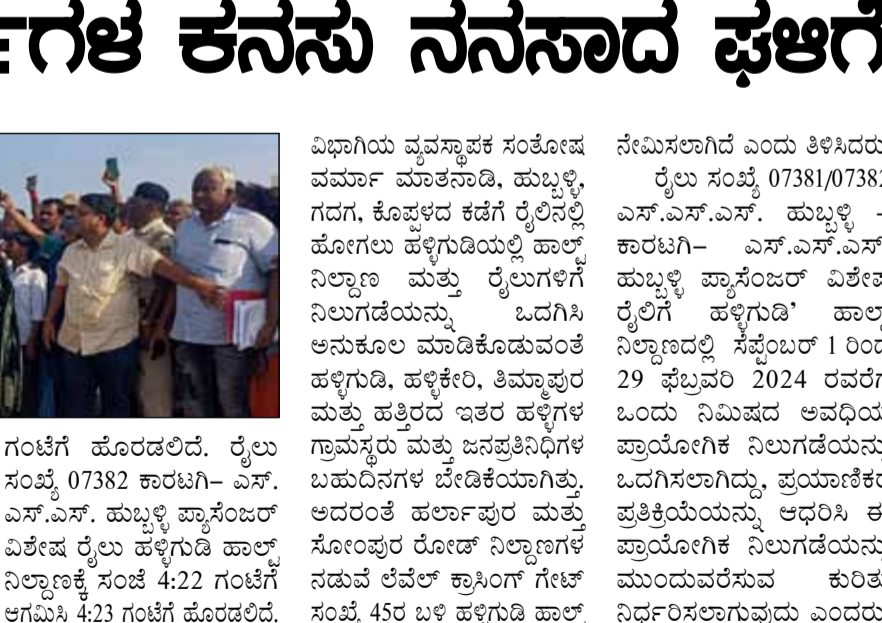 ಗಳ ಕನಸು ನನಸಾದ ಘಳಿಗೆ
ಗಂಟೆಗೆ ಹೊರಡಲಿದೆ. ರೈಲು
ಸಂಖ್ಯೆ 07382 ಕಾರಟಗಿ– ಎಸ್.
ಎಸ್.ಎಸ್. ಹುಬ್ಬಳ್ಳಿ ಪ್ಯಾಸೆಂಜರ್
ವಿಶೇಷ ರೈಲು ಹಳ್ಳಿಗುಡಿ ಹಾಲ್ಟ್
ನಿಲ್ದಾಣಕ್ಕೆ ಸಂಜೆ 4:22 ಗಂಟೆಗೆ
ಆಗಮಿಸಿ 4:23 ಗಂಟೆಗೆ ಹೊರಡಲಿದೆ.
ವಿಭಾಗಿಯ ವ್ಯವಸ್ಥಾಪಕ ಸಂತೋಷ
ವರ್ಮಾ ಮಾತನಾಡಿ, ಹುಬ್ಬಳ್ಳಿ,
ಗದಗ, ಕೊಪ್ಪಳದ ಕಡೆಗೆ ರೈಲಿನಲ್ಲಿ
ಹೋಗಲು ಹಳ್ಳಿಗುಡಿಯಲ್ಲಿ ಹಾಲ್ಟ್
ನಿಲ್ದಾಣ ಮತ್ತು ರೈಲುಗಳಿಗೆ
ನಿಲುಗಡೆಯನ್ನು ಒದಗಿಸಿ
ಅನುಕೂಲ ಮಾಡಿಕೊಡುವಂತೆ
ಹಳ್ಳಿಗುಡಿ, ಹಳ್ಳಿಕೇರಿ, ತಿಮ್ಮಾಪುರ
ಮತ್ತು ಹತ್ತಿರದ ಇತರ ಹಳ್ಳಿಗಳ
ಗ್ರಾಮಸ್ಥರು ಮತ್ತು ಜನಪ್ರತಿನಿಧಿಗಳ
ಬಹುದಿನಗಳ ಬೇಡಿಕೆಯಾಗಿತ್ತು.
ಅದರಂತೆ ಹರ್ಲಾಪುರ ಮತ್ತು
ಸೋಂಪುರ ರೋಡ್ ನಿಲ್ದಾಣಗಳ
ನಡುವೆ ಲೆವೆಲ್ ಕ್ರಾಸಿಂಗ್ ಗೇಟ್
ಸಂಖ್ಯೆ 45ರ ಬಳಿ ಹಳ್ಳಿಗುಡಿ ಹಾಲ್ಟ್
ನೇಮಿಸಲಾಗಿದೆ ಎಂದು ತಿಳಿಸಿದರು
ರೈಲು ಸಂಖ್ಯೆ 07381/07382
ಎಸ್.ಎಸ್.ಎಸ್. ಹುಬ್ಬಳ್ಳಿ -
ಕಾರಟಗಿ– ಎಸ್.ಎಸ್.ಎಸ್.
ಹುಬ್ಬಳ್ಳಿ ಪ್ಯಾಸೆಂಜರ್ ವಿಶೇಷ
ರೈಲಿಗೆ ಹಳ್ಳಿಗುಡಿ' ಹಾಲ್ಟ
ನಿಲ್ದಾಣದಲ್ಲಿ ಸೆಪ್ಟೆಂಬರ್ 1 ರಿಂದ
29 ಫೆಬ್ರವರಿ 2024 ರವರೆಗೆ
ಒಂದು ನಿಮಿಷದ ಅವಧಿಯ
ಪ್ರಾಯೋಗಿಕ ನಿಲುಗಡೆಯನ್ನು
ಒದಗಿಸಲಾಗಿದ್ದು, ಪ್ರಯಾಣಿಕರ
ಪ್ರತಿಕ್ರಿಯೆಯನ್ನು ಆಧರಿಸಿ ಈ
ಪ್ರಾಯೋಗಿಕ ನಿಲುಗಡೆಯನ್ನು
ಮುಂದುವರೆಸುವ ಕುರಿತು
ನಿರ್ಧರಿಸಲಾಗುವುದು ಎಂದರು